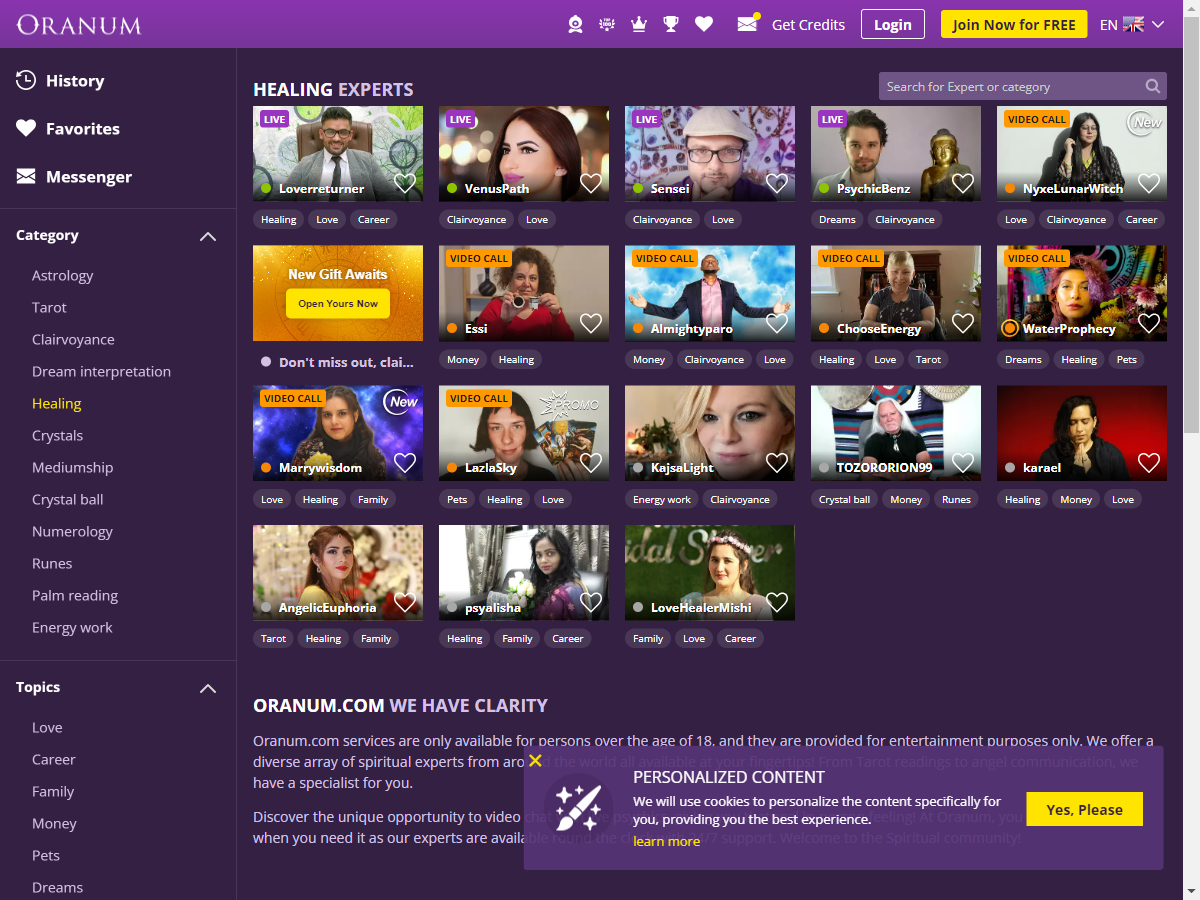 ORANUM
Get Credits
Login
Join Now for FREE
EN
History
Favorites
Messenger
Category
Astrology
Tarot
Clairvoyance
Dream interpretation
Healing
Crystals
Mediumship
Crystal ball
Numerology
Runes
Palm reading
Energy work
Topics
Love
Career
Family
Money
Pets
Dreams
HEALING EXPERTS
Search for Expert or category
LIVE
Loverreturner
Healing Love Career
LIVE
VenusPath
Clairvoyance Love
LIVE
Sensei
Clairvoyance Love
LIVE
PsychicBenz
Dreams Clairvoyance
VIDEO CALL
New
NyxeLunarWitch
Love Clairvoyance Career
New Gift Awaits
Open Yours Now
Don't miss out, clai...
VIDEO CALL
Essi
Money Healing
VIDEO CALL
Almightyparo
Money Clairvoyance Love
VIDEO CALL
ChooseEnergy
Healing Love Tarot
VIDEO CALL
WaterProphecy
Dreams Healing Pets
VIDEO CALL
New
Marrywisdom
Love Healing Family
VIDEO CALL
PROMO
LazlaSky
Pets Healing Love
KajsaLight
Energy work Clairvoyance
TOZORORION99
Crystal ball Money Runes
karael
Healing Money Love
AngelicEuphoria
Tarot Healing Family
psyalisha
Healing Family Career
LoveHealerMishi
Family Love Career
ORANUM.COM WE HAVE CLARITY
Oranum.com services are only available for persons over the age of 18, and they are provided for entertainment purposes only. We offer a
diverse array of spiritual experts from around the world all available at your fingertips! From Tarot readings to angel communication, we
have a specialist for you.
Discover the unique opportunity to video
when you need it as our experts are available round the clock with 24/7 support. Welcome to the Spiritual community!
PERSONALIZED CONTENT
We will use cookies to personalize the content specifically for
you, providing you the best experience.
learn more
Yes, Please